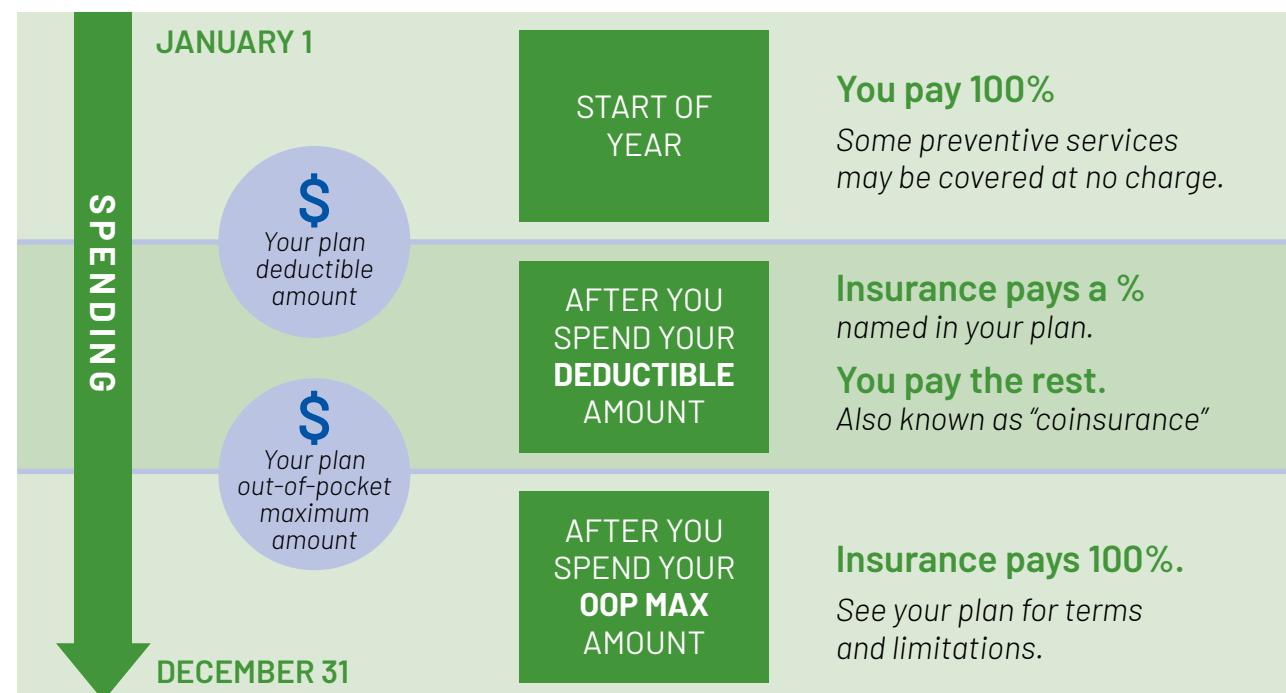 SPENDING
JANUARY 1
START OF
YEAR
You pay 100%
Some preventive services
may be covered at no charge.
$
Your plan
deductible
amount
AFTER YOU
SPEND YOUR
DEDUCTIBLE
AMOUNT
Insurance pays a %
named in your plan.
You pay the rest.
Also known as “coinsurance”
$
Your plan
out-of-pocket
maximum
amount
AFTER YOU
SPEND YOUR
OOP MAX
AMOUNT
Insurance pays 100%.
See your plan for terms
and limitations.
DECEMBER 31